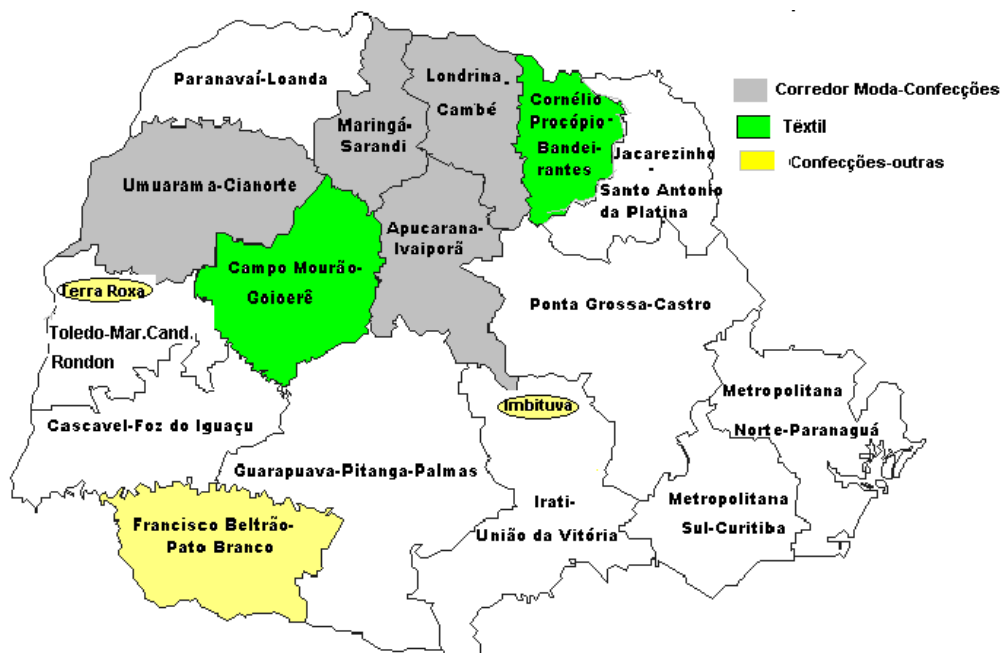 Paranavaí-Loanda
Londrina.
Cambé
Cornélio
Procópio-
Bandei-
rantes
Maringá-
Sarandi
Jacarezinho
-
Santo Antonio
da Platina
Umuarama-Cianorte
Apucarana-
Ivaiporã
Campo Mourão-
Goioerê
Terra Roxa
Toledo-Mar.Cand.
Rondon
Ponta Grossa-Castro
Imbituva
Metropolitana
Norte-Paranaguá
Cascavel-Foz do Iguaçu
Guarapuava-Pitanga-Palmas
Irati-
União da Vitória
Metropolitana
Sul-Curitiba
Francisco Beltrão-
Pato Branco
Corredor Moda-Confecções
Têxtil
Confecções-outras